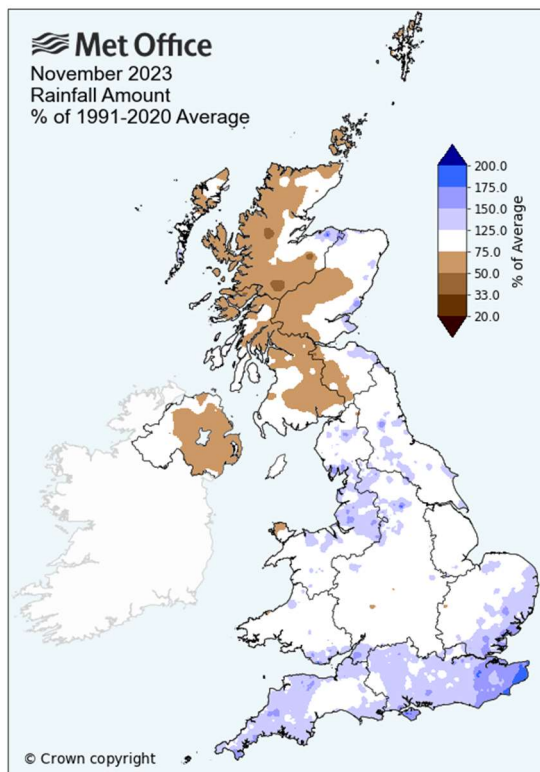 Met Office
November 2023
Rainfall Amount
% of 1991-2020 Average
200.0
175.0
150.0
125.0
75.0
50.0
33.0
20.0
% of Average
© Crown copyright